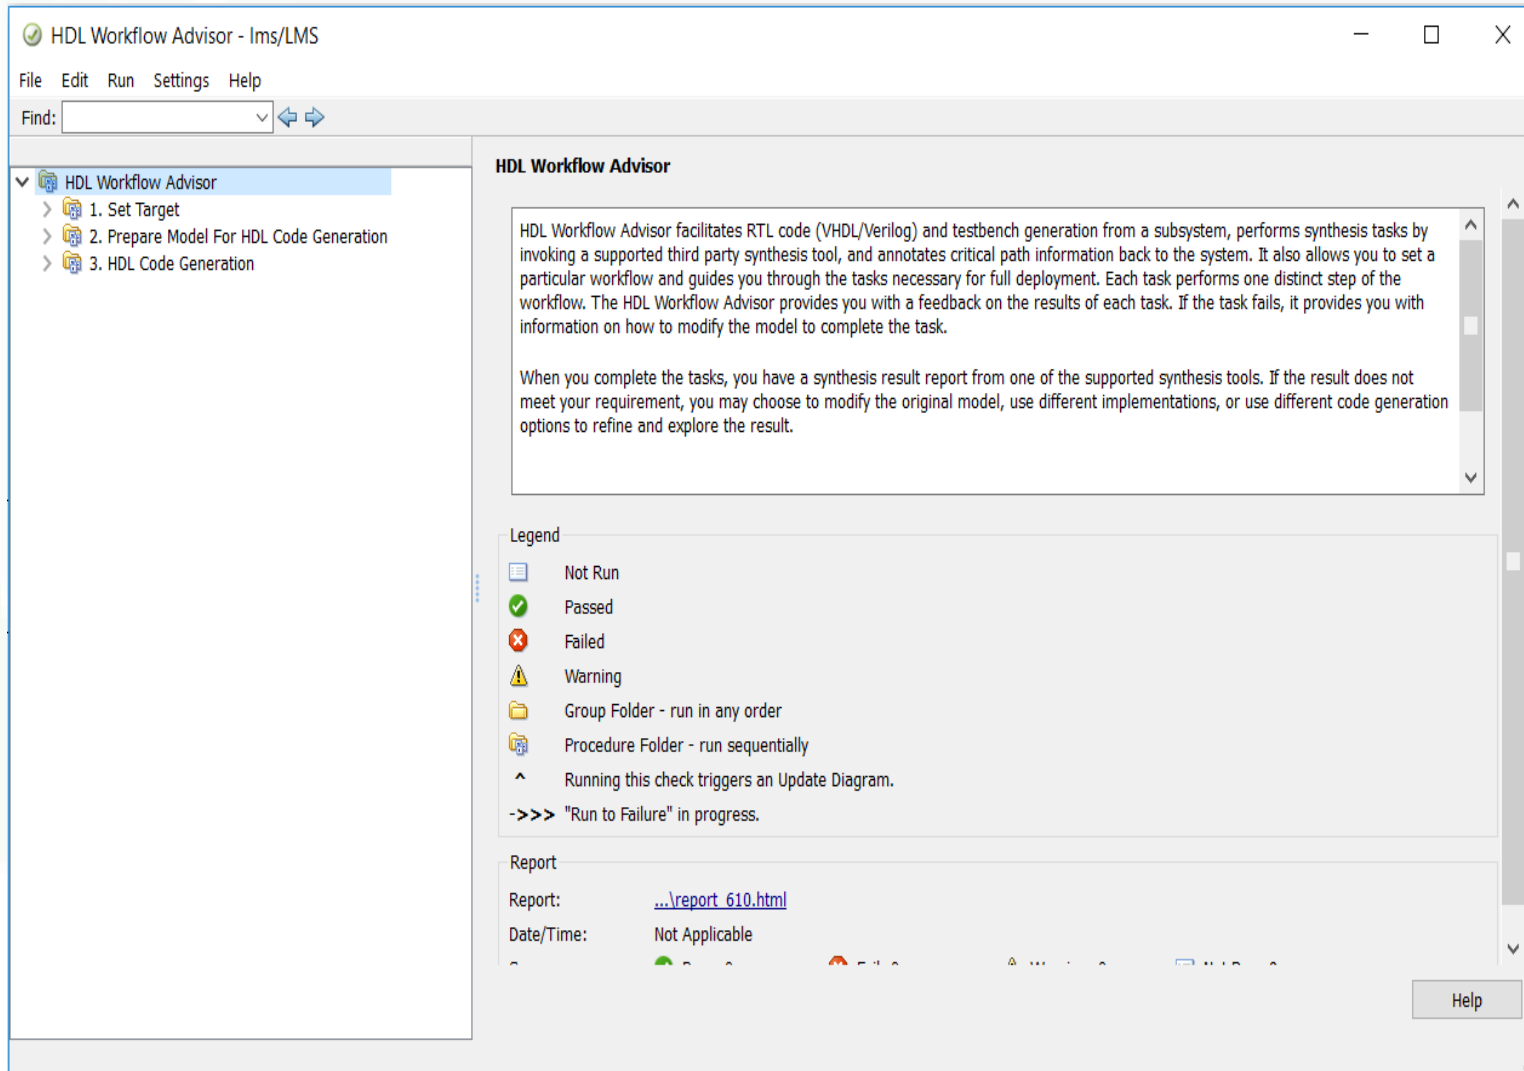 HDL Workflow Advisor - lms/LMS
File Edit Run Settings Help
Find:
HDL Workflow Advisor
1. Set Target
2. Prepare Model For HDL Code Generation
3. HDL Code Generation
HDL Workflow Advisor
HDL Workflow Advisor facilitates RTL code (VHDL/Verilog) and testbench generation from a subsystem, performs synthesis tasks by
invoking a supported third party synthesis tool, and annotates critical path information back to the system. It also allows you to set a
particular workflow and guides you through the tasks necessary for full deployment. Each task performs one distinct step of the
workflow. The HDL Workflow Advisor provides you with a feedback on the results of each task. If the task fails, it provides you with
information on how to modify the model to complete the task.
When you complete the tasks, you have a synthesis result report from one of the supported synthesis tools. If the result does not
meet your requirement, you may choose to modify the original model, use different implementations, or use different code generation
options to refine and explore the result.
Legend
Not Run
Passed
Failed
Warning
Group Folder - run in any order
Procedure Folder - run sequentially
^ Running this check triggers an Update Diagram.
->>> "Run to Failure" in progress.
Report
Report: ...\report_610.html
Date/Time: Not Applicable
Help